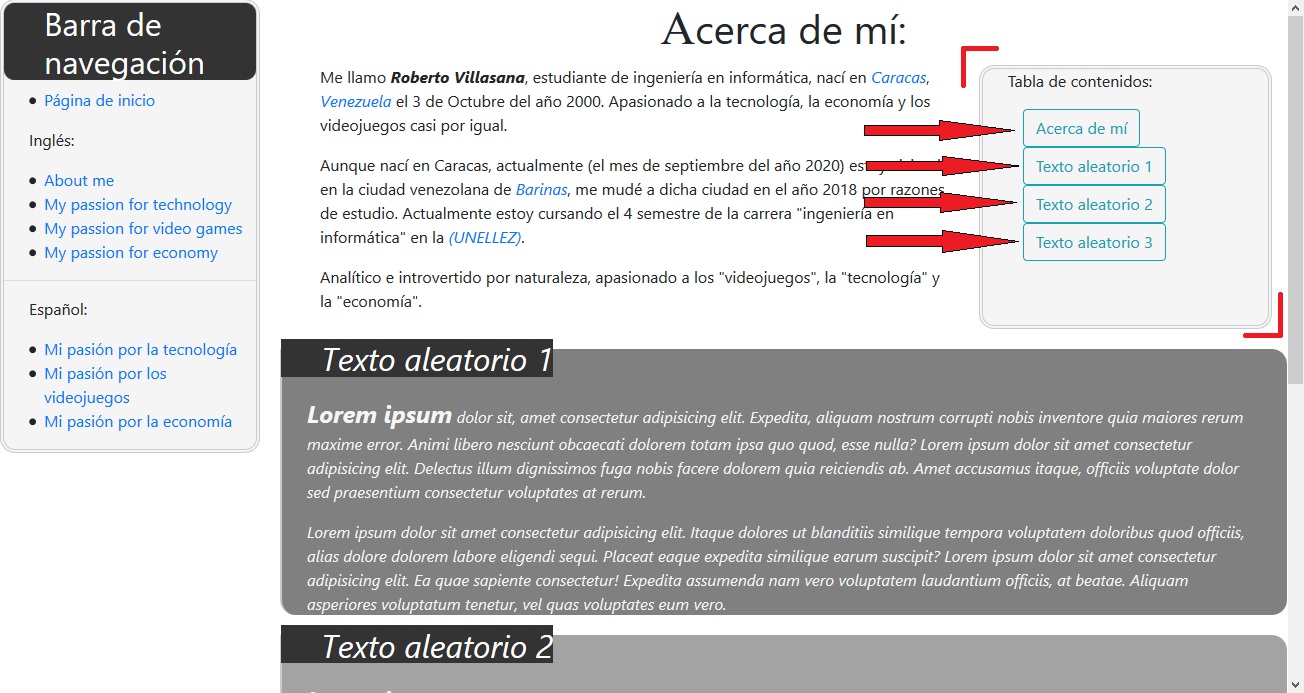 Barra de
navegación
Página de inicio
Inglés:
About me
My passion for technology
My passion for video games
My passion for economy
Español:
Mi pasión por la tecnología
Mi pasión por los
videojuegos
Mi pasión por la economía
Acerca de mí:
Me llamo Roberto Villasana, estudiante de ingeniería en informática, nací en Caracas,
Venezuela el 3 de Octubre del año 2000. Apasionado a la tecnología, la economía y los
videojuegos casi por igual.
Aunque nací en Caracas, actualmente (el mes de septiembre del año 2020)
en la ciudad venezolana de Barinas, me mudé a dicha ciudad en el año 2018 por razones
de estudio. Actualmente estoy cursando el 4 semestre de la carrera "ingeniería en
informática" en la (UNELLEZ).
Analítico e introvertido por naturaleza, apasionado a los "videojuegos", la "tecnología" y
la "economía".
Tabla de contenidos:
Acerca de mí
Texto aleatorio 1
Texto aleatorio 2
Texto aleatorio 3
Texto aleatorio 1
Lorem ipsum dolor sit, amet consectetur adipisicing elit. Expedita, aliquam nostrum corrupti nobis inventore quia maiores rerum
maxime error. Animi libero nesciunt obcaecati dolorem totam ipsa quo quod, esse nulla? Lorem ipsum dolor sit amet consectetur
adipisicing elit. Delectus illum dignissimos fuga nobis facere dolorem quia reiciendis ab. Amet accusamus itaque, officiis voluptate dolor
sed praesentium consectetur voluptates at rerum.
Lorem ipsum dolor sit amet consectetur adipisicing elit. Itaque dolores ut blanditiis similique tempora voluptatem doloribus quod officiis,
alias dolore dolorem labore eligendi sequi. Placeat eaque expedita similique earum suscipit? Lorem ipsum dolor sit amet consectetur
adipisicing elit. Ea quae sapiente consectetur! Expedita assumenda nam vero voluptatem laudantium officiis, at beatae. Aliquam
asperiores voluptatum tenetur, vel quas voluptates eum vero.
Texto aleatorio 2